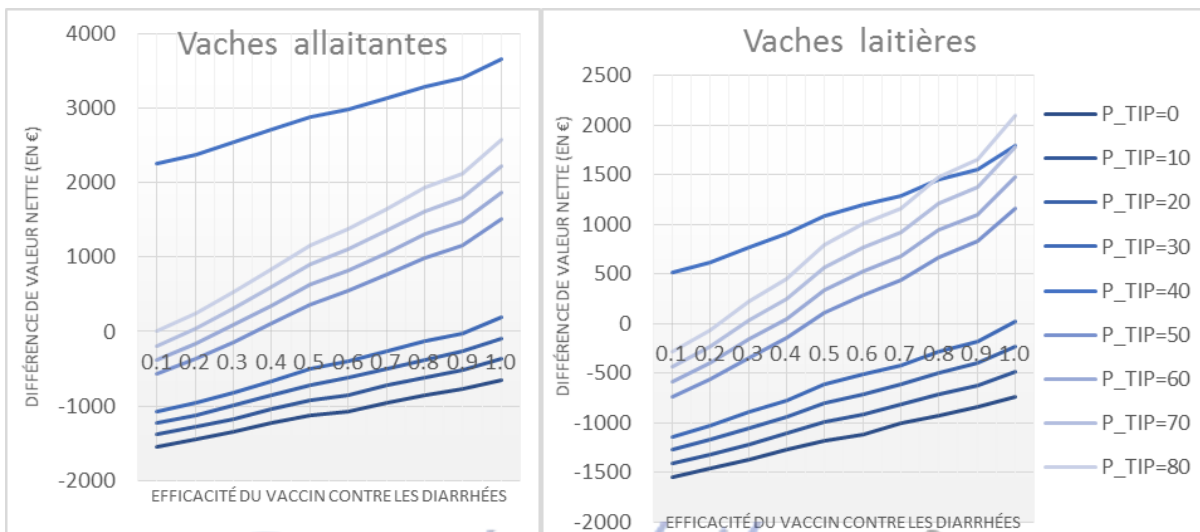 Vaches allaitantes
DIFFÉRENCE DE VALEUR NETTE (EN €)
4000
3000
2000
1000
0
-1000
-2000
0.1 0.2 0.3 0.4 0.5 0.6 0.7 0.8 0.9 1.0
EFFICACITÉ DU VACCIN CONTRE LES DIARRHÉES
Vaches laitières
DIFFÉRENCE DE VALEUR NETTE (EN €)
2500
2000
1500
1000
500
0
-500
-1000
-1500
-2000
0.1 0.2 0.3 0.4 0.5 0.6 0.7 0.8 0.9 1.0
EFFICACITÉ DU VACCIN CONTRE LES DIARRHÉES
P_TIP=0
P_TIP=10
P_TIP=20
P_TIP=30
P_TIP=40
P_TIP=50
P_TIP=60
P_TIP=70
P_TIP=80